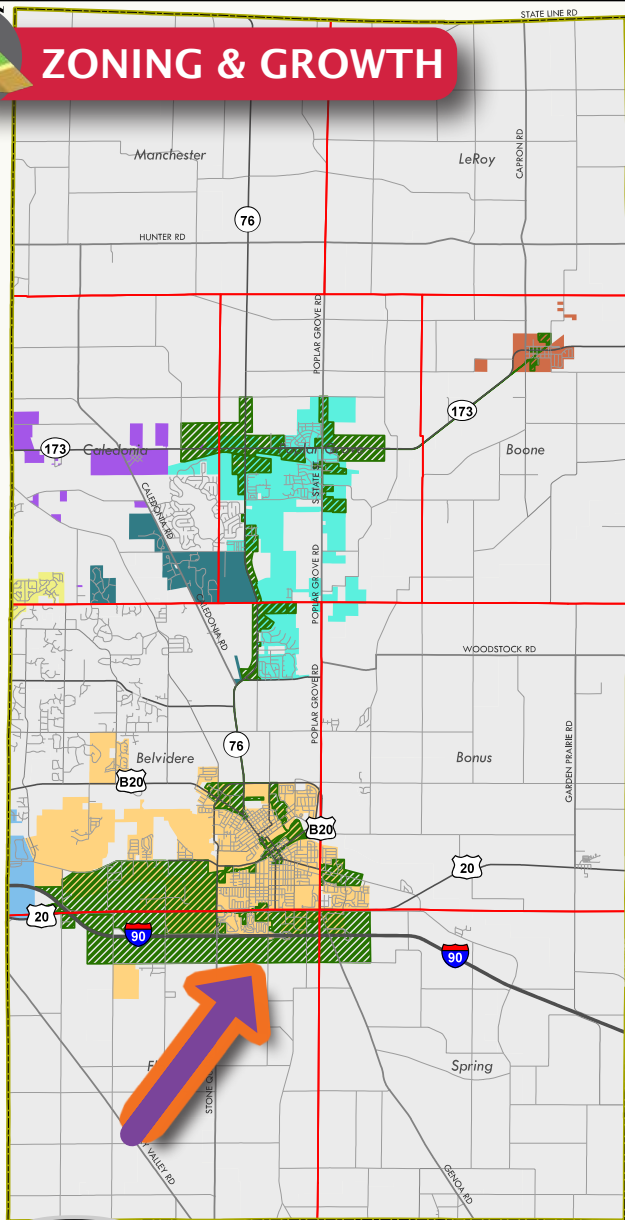 ZONING & GROWTH
STATE LINE RD
Manchester
LeRoy
CAPRON RD
76
HUNTER RD
POPLAR GROVE RD
173
173
Caledonia
Boone
S STATE
CALEDONIA RD
POPLAR GROVE RD
CALEDONIA RD
WOODSTOCK RD
POPLAR GROVE RD
GARDEN PRAIRIE RD
76
Belvidere
Bonus
B20
B20
20
20
90
90
Spring
STONE
VALLEY RD
GENOA RD